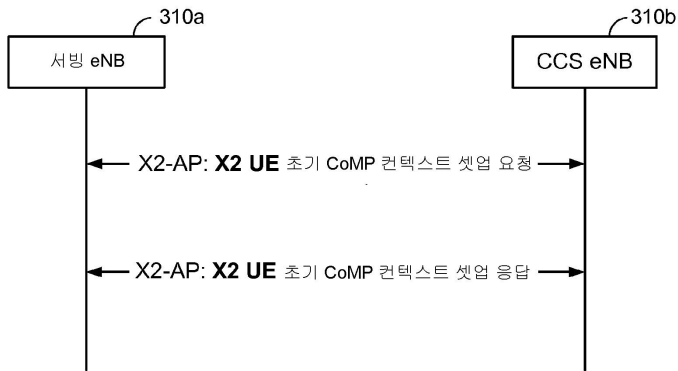 310a
310b
서빙 eNB
CCS eNB
X2-AP: X2 UE 초기 CoMP 컨텍스트 셋업 요청
X2-AP: X2 UE 초기 CoMP 컨텍스트 셋업 응답